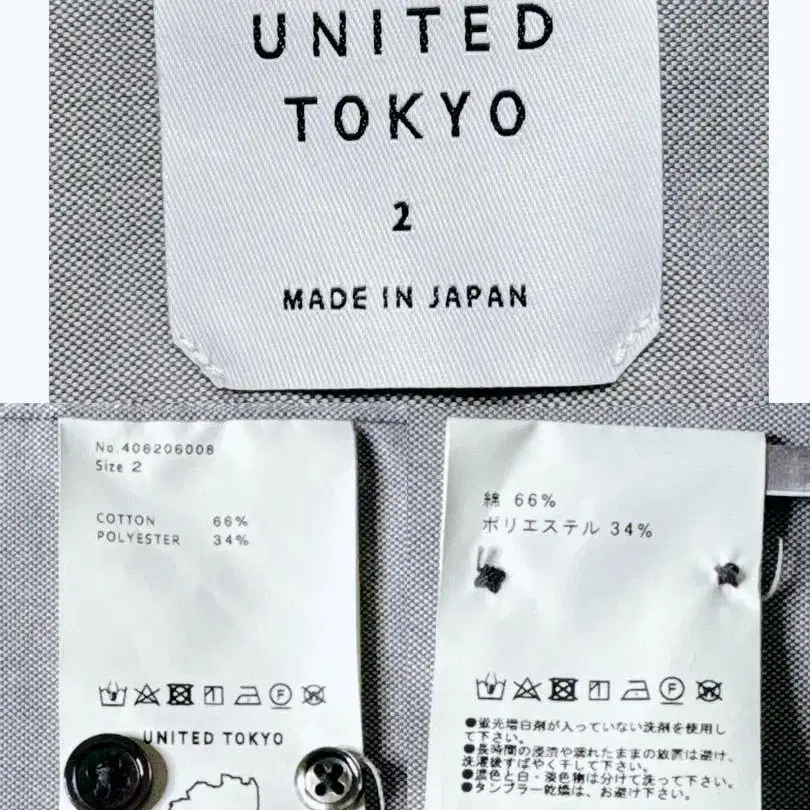 UNITED
TOKYO
2
MADE IN JAPAN
No.406206008
Size 2
COTTON 66%
POLYESTER 34%
F
UNITED TOKYO
綿 66%
ポリエステル 34%
F
●蛍光増白剤が入っていない洗剤を使用し
て下さい。
●長時間の浸漬や濡れたままの放置は避け、
洗濯後すばやく干して下さい。
●濃色と白・淡色物は分けて洗って下さい。
●タンブラー乾燥は、お避け下さい。